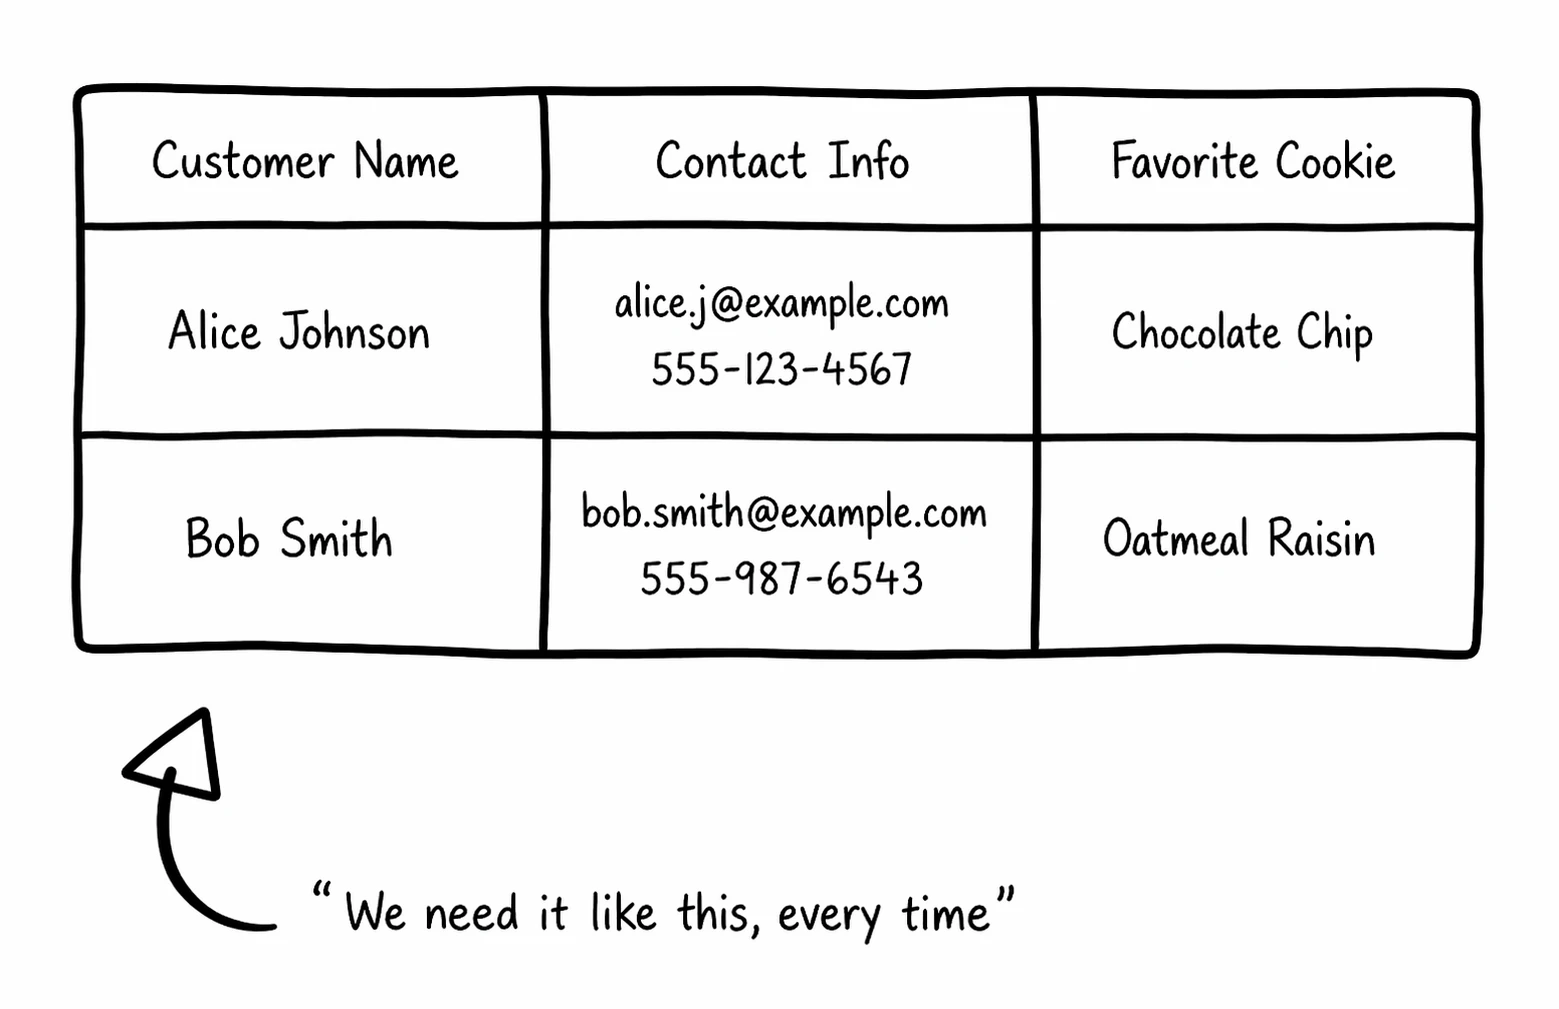 Customer Name Contact Info Favorite Cookie
Alice Johnson alice.j@example.com Chocolate Chip
555-123-4567
Bob Smith bob.smith@example.com Oatmeal Raisin
555-987-6543
“We need it like this, every time”